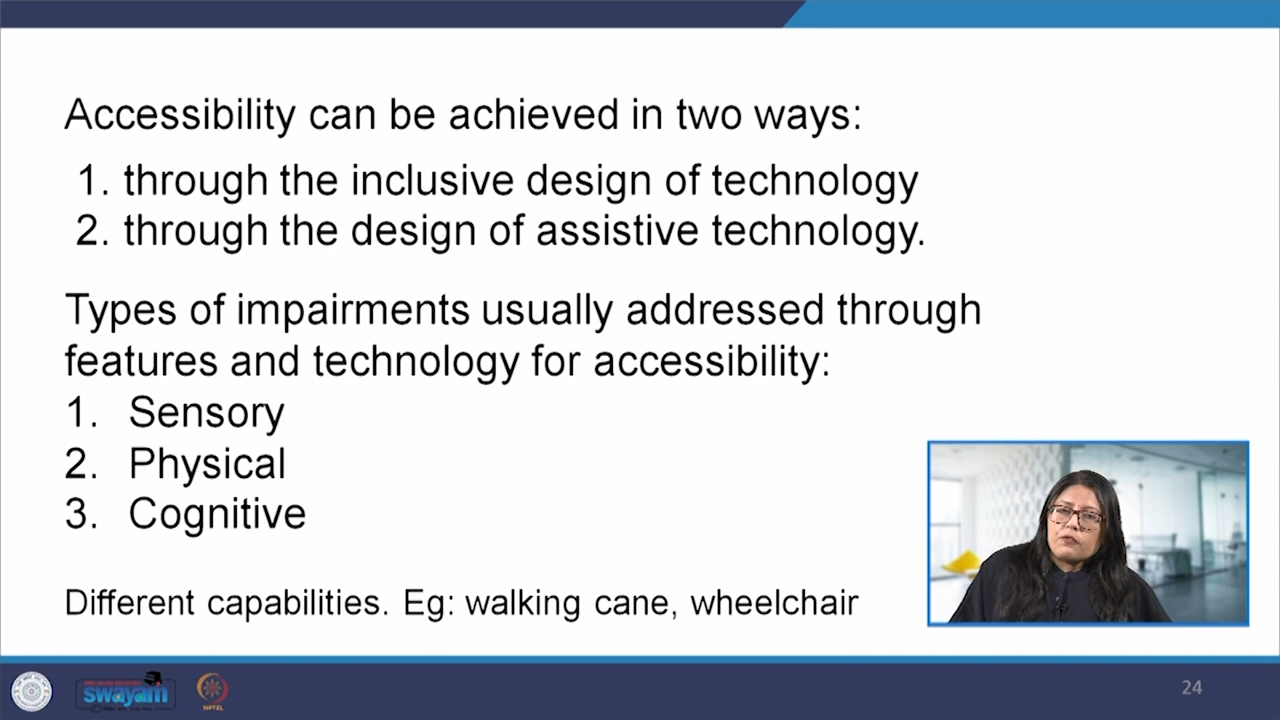 Accessibility can be achieved in two ways:
1. through the inclusive design of technology
2. through the design of assistive technology.
Types of impairments usually addressed through
features and technology for accessibility:
1. Sensory
2. Physical
3. Cognitive
Different capabilities. Eg: walking cane, wheelchair
swayam
NPTEL
24